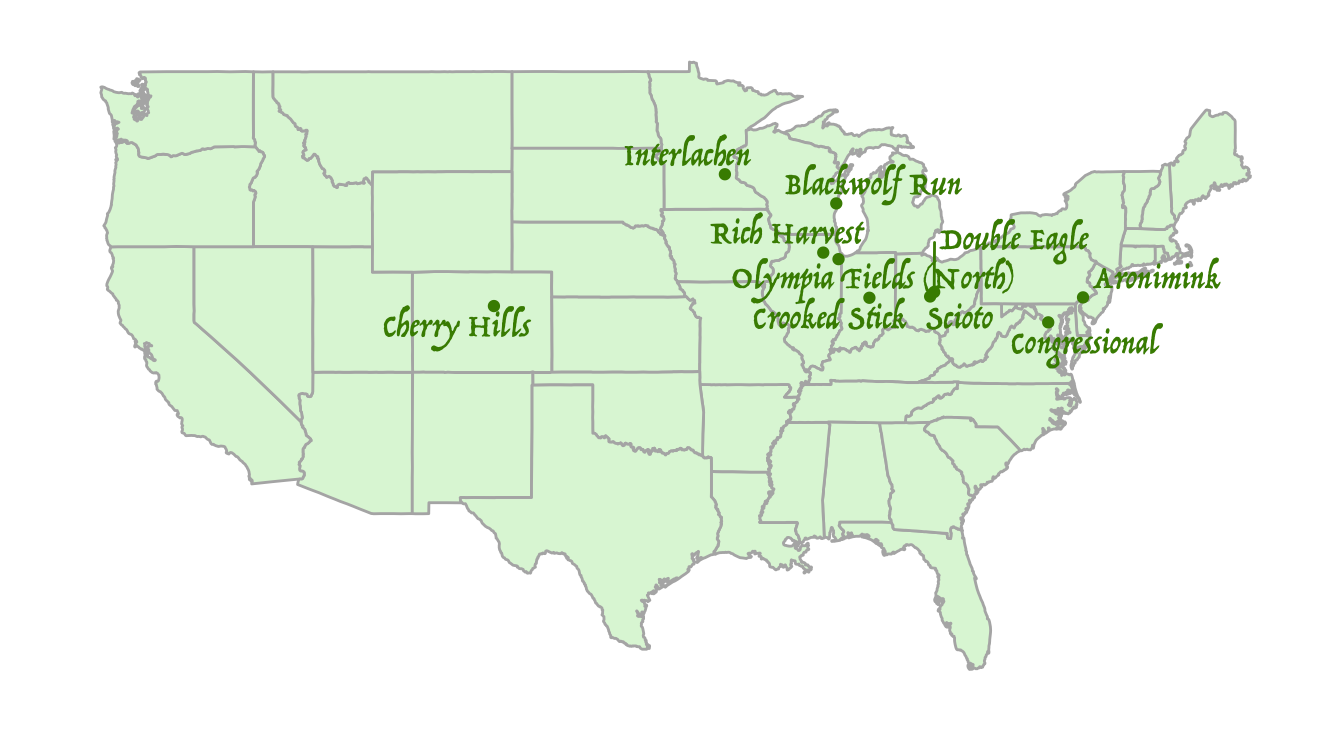 Interlachen
Blackwolf Run
Rich Harvest
Double Eagle
Olympia Fields (North)
Aronimink
Crooked Stick
Scioto
Cherry Hills
Congressional